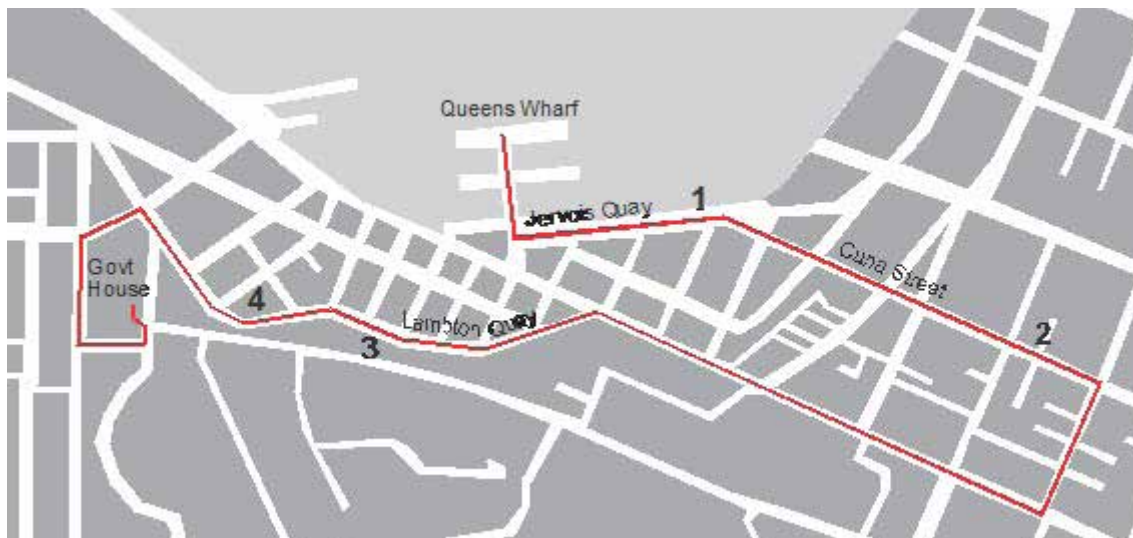 Queens Wharf
1
Jervois Quay
Cuba Street
2
Govt
House
4
Lambton Quay
3